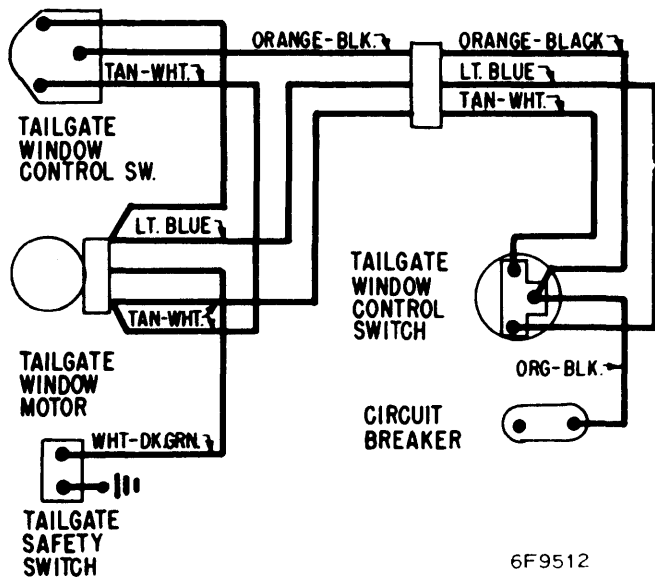 ORANGE-BLK.
ORANGE-BLACK
TAN-WHT.
LT. BLUE
TAN-WHT.
TAILGATE
WINDOW
CONTROL SW.
LT. BLUE
TAILGATE
WINDOW
CONTROL
SWITCH
TAN-WHT.
TAILGATE
WINDOW
MOTOR
ORG-BLK.
CIRCUIT
BREAKER
WHT-DK.GRN.
TAILGATE
SAFETY
SWITCH
6F9512